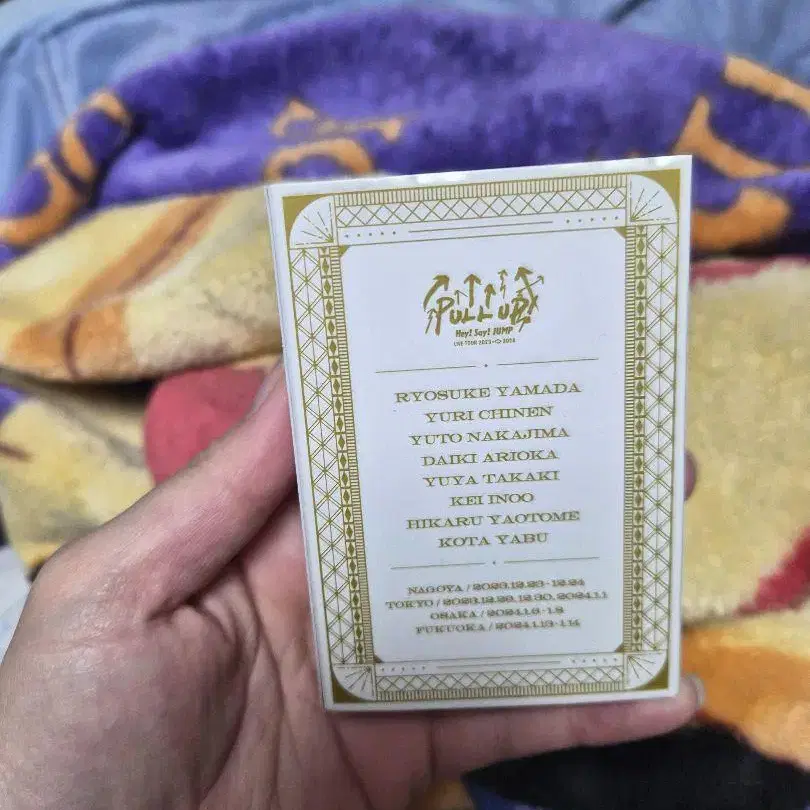 PULL UP!
Hey! Say! JUMP
LIVE TOUR 2023→2024
RYOSUKE YAMADA
YURI CHINEN
YUTO NAKAJIMA
DAIKI ARIOKA
YUYA TAKAKI
KEI INOO
HIKARU YAOTOME
KOTA YABU
NAGOYA / 2023.12.23 - 12.24
TOKYO / 2023.12.29, 12.30, 2024.1.1
OSAKA / 2024.1.6 - 1.8
FUKUOKA / 2024.1.13 - 1.14